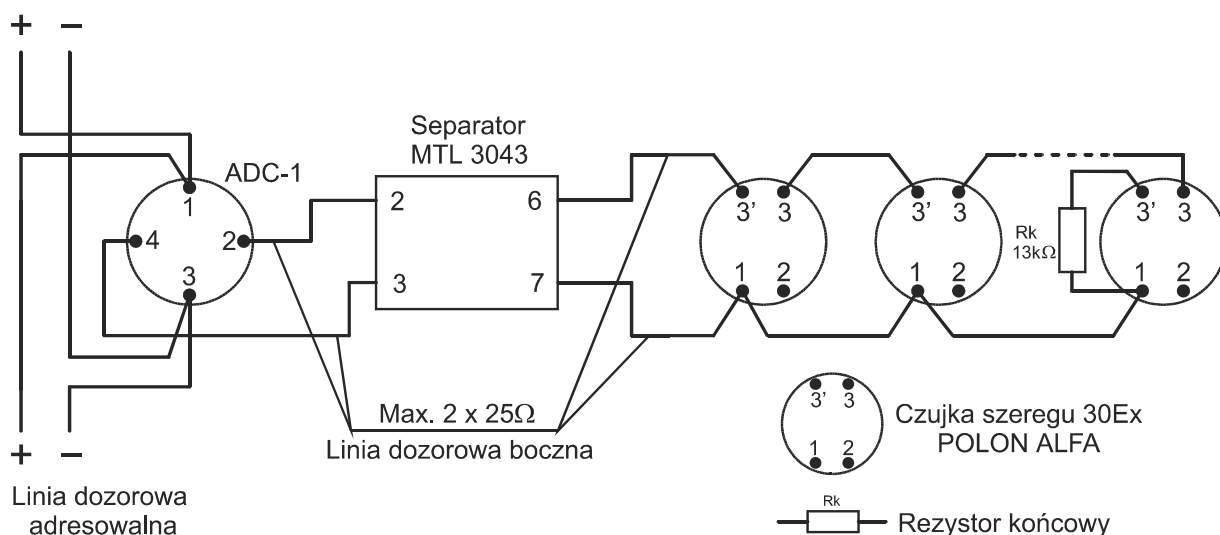 + −
ADC-1
1
4
2
3
Separator
MTL 3043
2
6
3
7
3' 3
1 2
3' 3
1 2
Rk
13kΩ
3' 3
1 2
Max. 2 x 25Ω
Linia dozorowa boczna
+ −
Linia dozorowa
adresowalna
3' 3
1 2
Czujka szeregu 30Ex
POLON ALFA
Rk
Rezystor końcowy